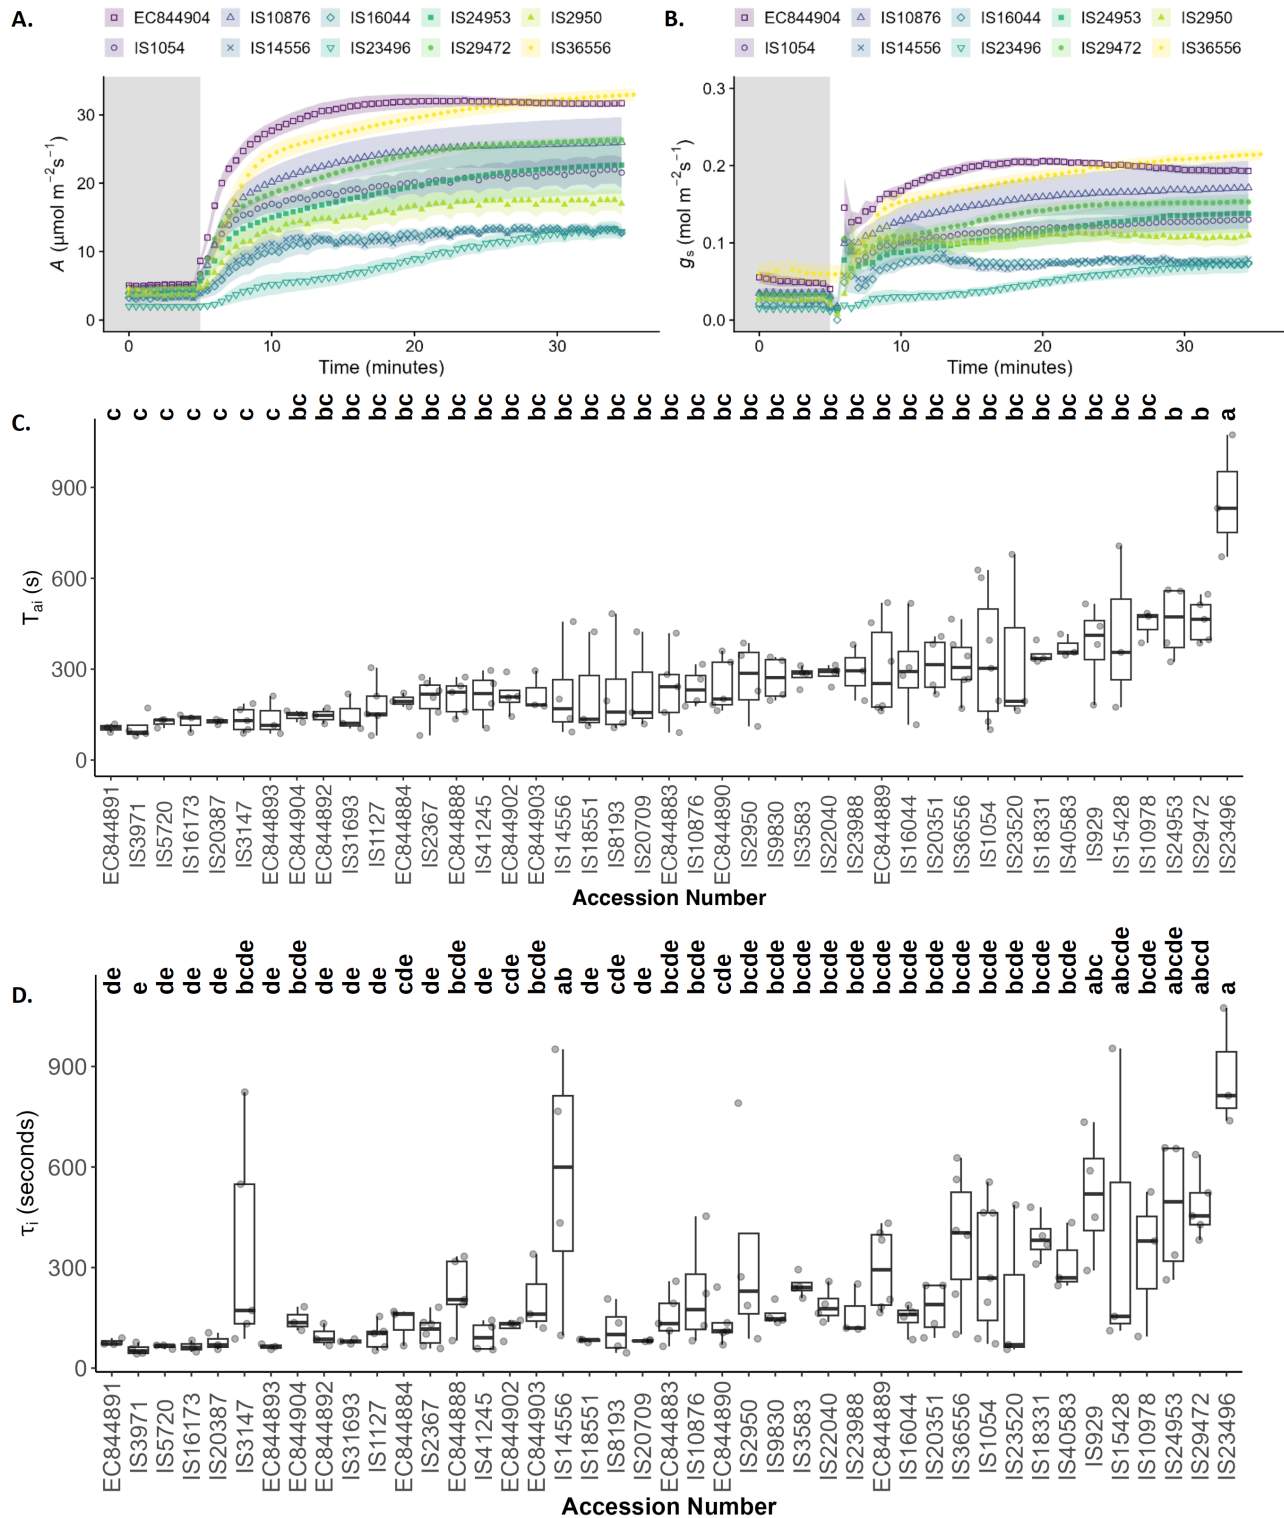 A.
EC844904 IS10876 IS16044 IS24953 IS2950
IS1054 IS14556 IS23496 IS29472 IS36556
A (µmol m−2s−1)
30
20
10
0
0 10 20 30
Time (minutes)
B.
EC844904 IS10876 IS16044 IS24953 IS2950
IS1054 IS14556 IS23496 IS29472 IS36556
gs (mol m−2s−1)
0.3
0.2
0.1
0.0
0 10 20 30
Time (minutes)
C.
c c c c c c c bc bc bc bc bc bc bc bc bc bc bc bc bc bc bc bc bc bc bc bc bc bc bc bc bc bc bc bc bc bc bc bc bc b b a
Tai (s)
900
600
300
0
EC844891 IS3971 IS5720 IS16173 IS20387 IS3147 EC844893 EC844904 EC844892 IS31693 IS1127 EC844884 IS2367 EC844888 IS41245 EC844902 EC844903 IS14556 IS18551 IS8193 IS20709 EC844883 IS10876 EC844890 IS2950 IS9830 IS3583 IS22040 IS23988 EC844889 IS16044 IS20351 IS36556 IS1054 IS23520 IS18331 IS40583 IS929 IS15428 IS10978 IS24953 IS29472 IS23496
Accession Number
D.
de e de de de bcde de bcde de de de cde de bcde de cde bcde ab de cde de bcde bcde cde bcde bcde bcde bcde bcde bcde bcde bcde bcde bcde bcde bcde bcde abc abcde bcde abcde abcd a
τi (seconds)
900
600
300
0
EC844891 IS3971 IS5720 IS16173 IS20387 IS3147 EC844893 EC844904 EC844892 IS31693 IS1127 EC844884 IS2367 EC844888 IS41245 EC844902 EC844903 IS14556 IS18551 IS8193 IS20709 EC844883 IS10876 EC844890 IS2950 IS9830 IS3583 IS22040 IS23988 EC844889 IS16044 IS20351 IS36556 IS1054 IS23520 IS18331 IS40583 IS929 IS15428 IS10978 IS24953 IS29472 IS23496
Accession Number